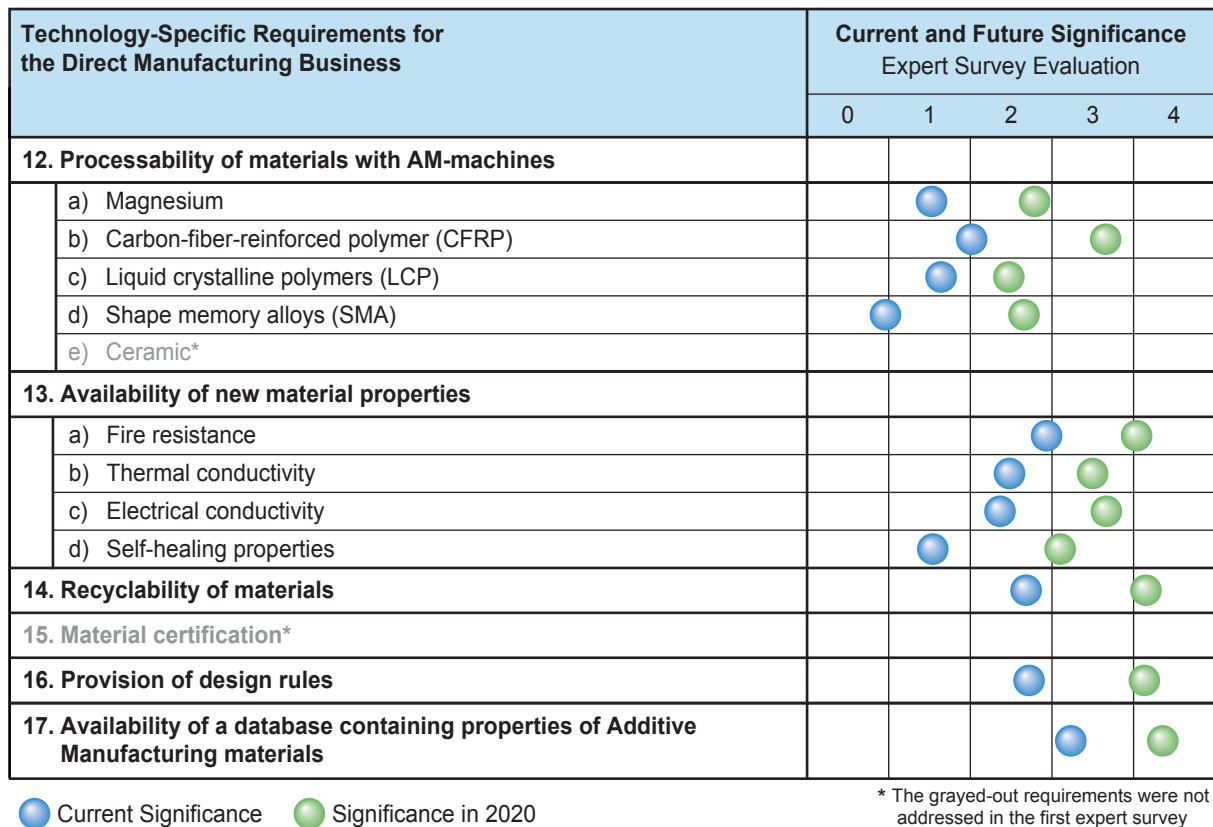 Technology-Specific Requirements for
the Direct Manufacturing Business
Current and Future Significance
Expert Survey Evaluation
0 1 2 3 4
12. Processability of materials with AM-machines
a) Magnesium
b) Carbon-fiber-reinforced polymer (CFRP)
c) Liquid crystalline polymers (LCP)
d) Shape memory alloys (SMA)
e) Ceramic*
13. Availability of new material properties
a) Fire resistance
b) Thermal conductivity
c) Electrical conductivity
d) Self-healing properties
14. Recyclability of materials
15. Material certification*
16. Provision of design rules
17. Availability of a database containing properties of Additive
Manufacturing materials
Current Significance
Significance in 2020
* The grayed-out requirements were not
addressed in the first expert survey